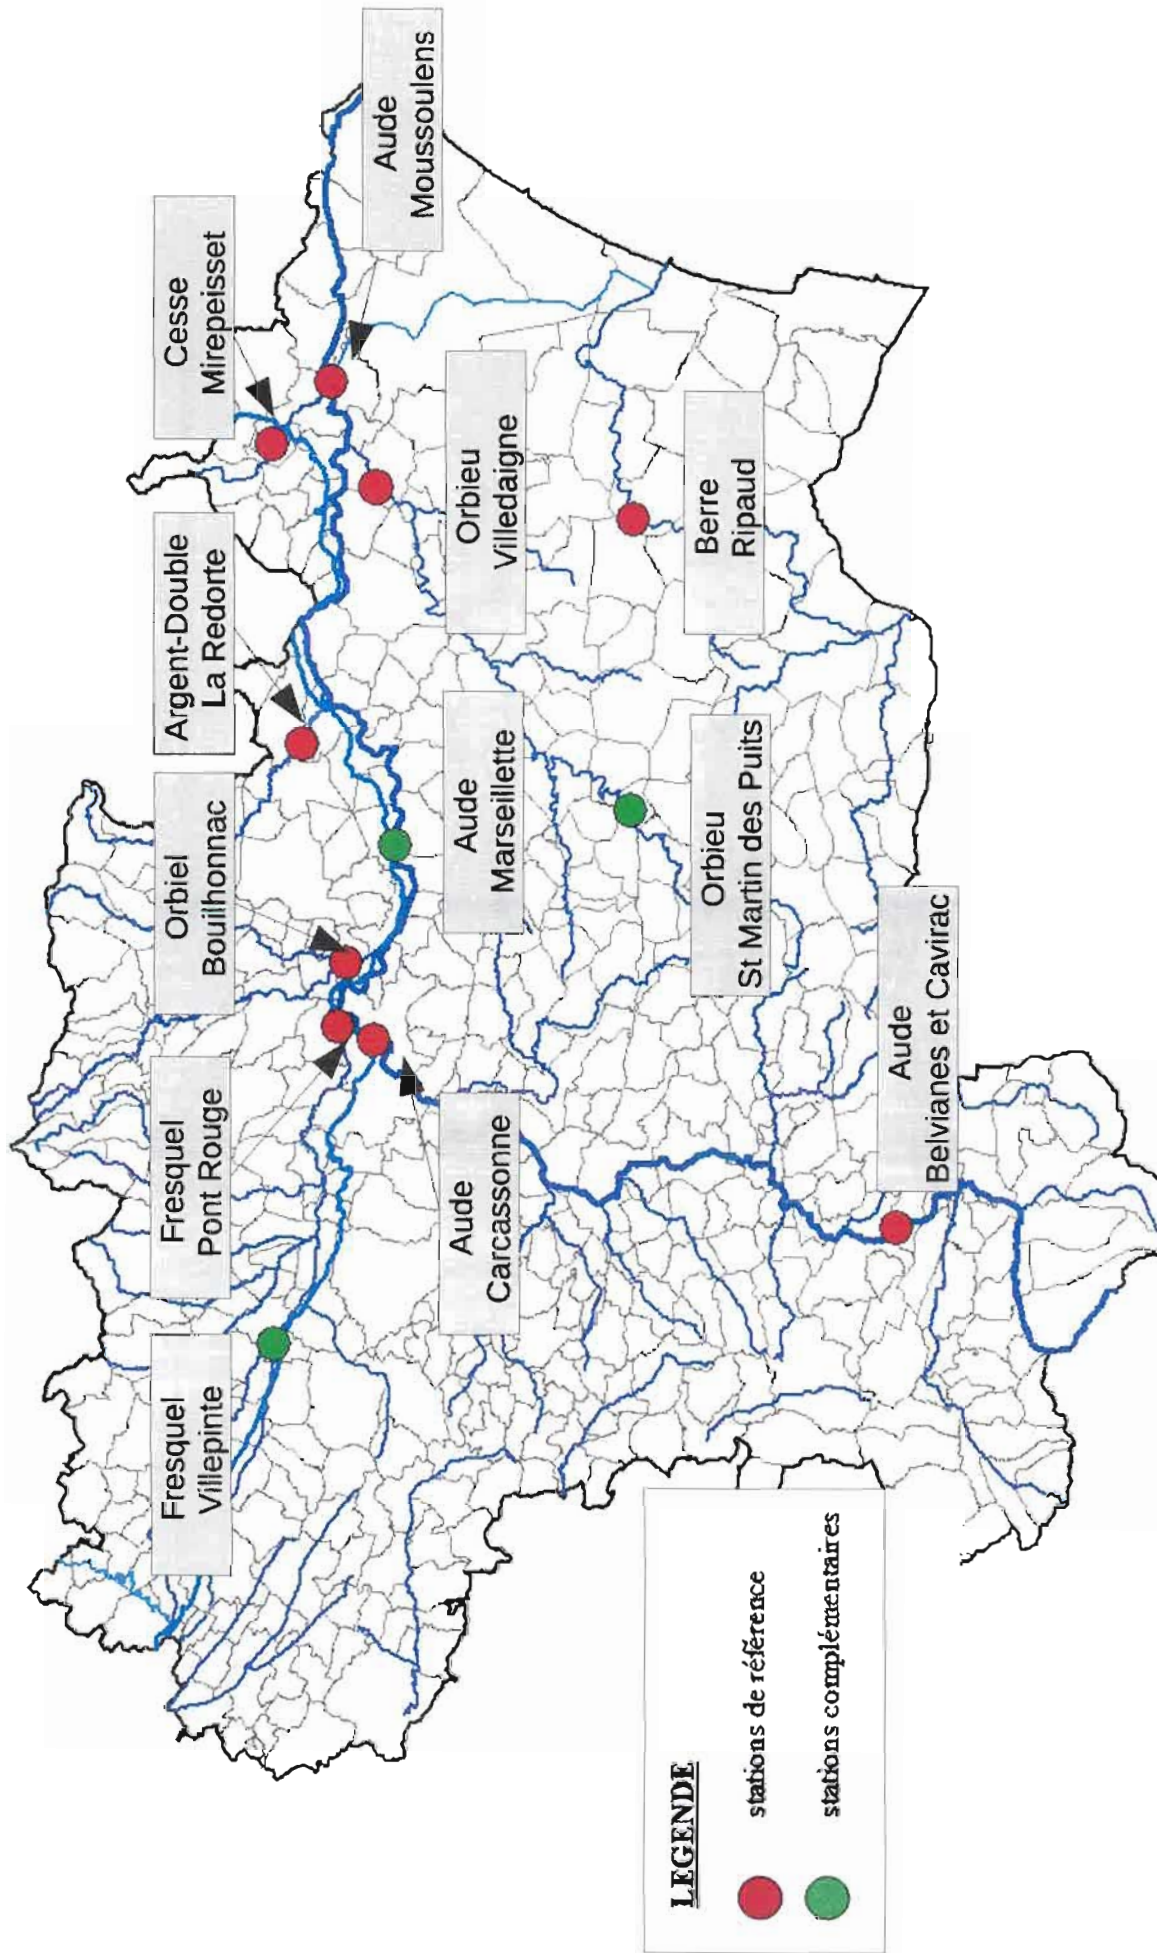 Fresquel
Villepinte
Fresquel
Pont Rouge
Orbiel
Bouilhonnac
Argent-Double
La Redorte
Cesse
Mirepeisset
Aude
Moussoulens
Aude
Carcassonne
Aude
Marseillette
Orbieu
Villedaigne
Orbieu
St Martin des Puits
Berre
Ripaud
Aude
Belvianes et Cavirac
LEGENDE
stations de référence
stations complémentaires